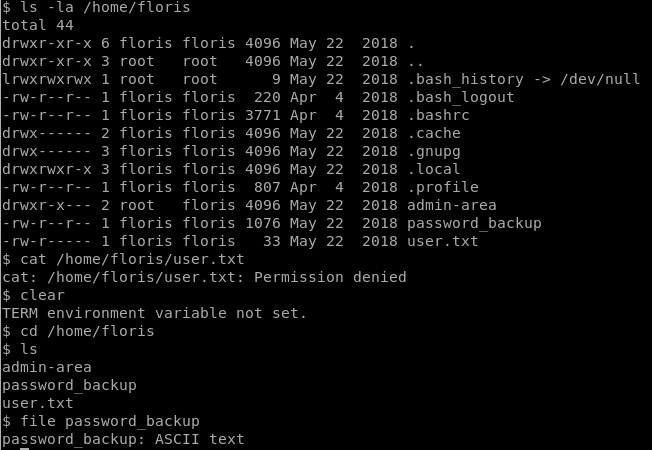 $ ls -la /home/floris
total 44
drwxr-xr-x 6 floris floris 4096 May 22  2018 .
drwxr-xr-x 3 root   root   4096 May 22  2018 ..
lrwxrwxrwx 1 root   root      9 May 22  2018 .bash_history -> /dev/null
-rw-r--r-- 1 floris floris  220 Apr  4  2018 .bash_logout
-rw-r--r-- 1 floris floris 3771 Apr  4  2018 .bashrc
drwx------ 2 floris floris 4096 May 22  2018 .cache
drwx------ 3 floris floris 4096 May 22  2018 .gnupg
drwxrwxr-x 3 floris floris 4096 May 22  2018 .local
-rw-r--r-- 1 floris floris  807 Apr  4  2018 .profile
drwxr-x--- 2 root   floris 4096 May 22  2018 admin-area
-rw-r--r-- 1 floris floris 1076 May 22  2018 password_backup
-rw-r----- 1 floris floris   33 May 22  2018 user.txt
$ cat /home/floris/user.txt
cat: /home/floris/user.txt: Permission denied
$ clear
TERM environment variable not set.
$ cd /home/floris
$ ls
admin-area
password_backup
user.txt
$ file password_backup
password_backup: ASCII text